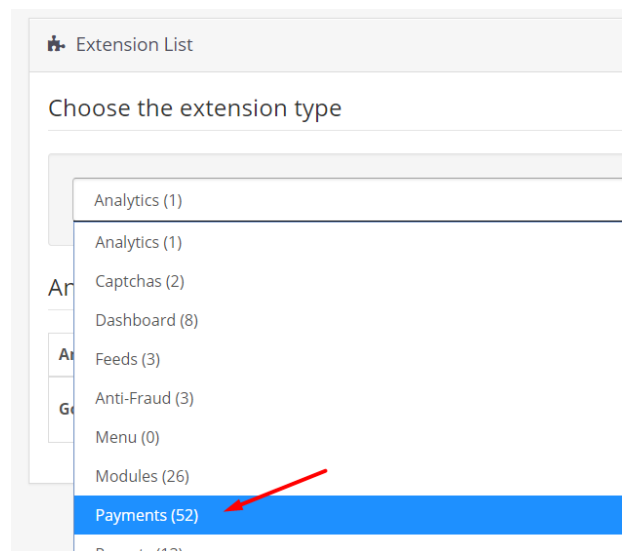 Extension List
Choose the extension type
Analytics (1)
Analytics (1)
Captchas (2)
An
Dashboard (8)
Feeds (3)
Anti-Fraud (3)
Menu (0)
Modules (26)
Payments (52)